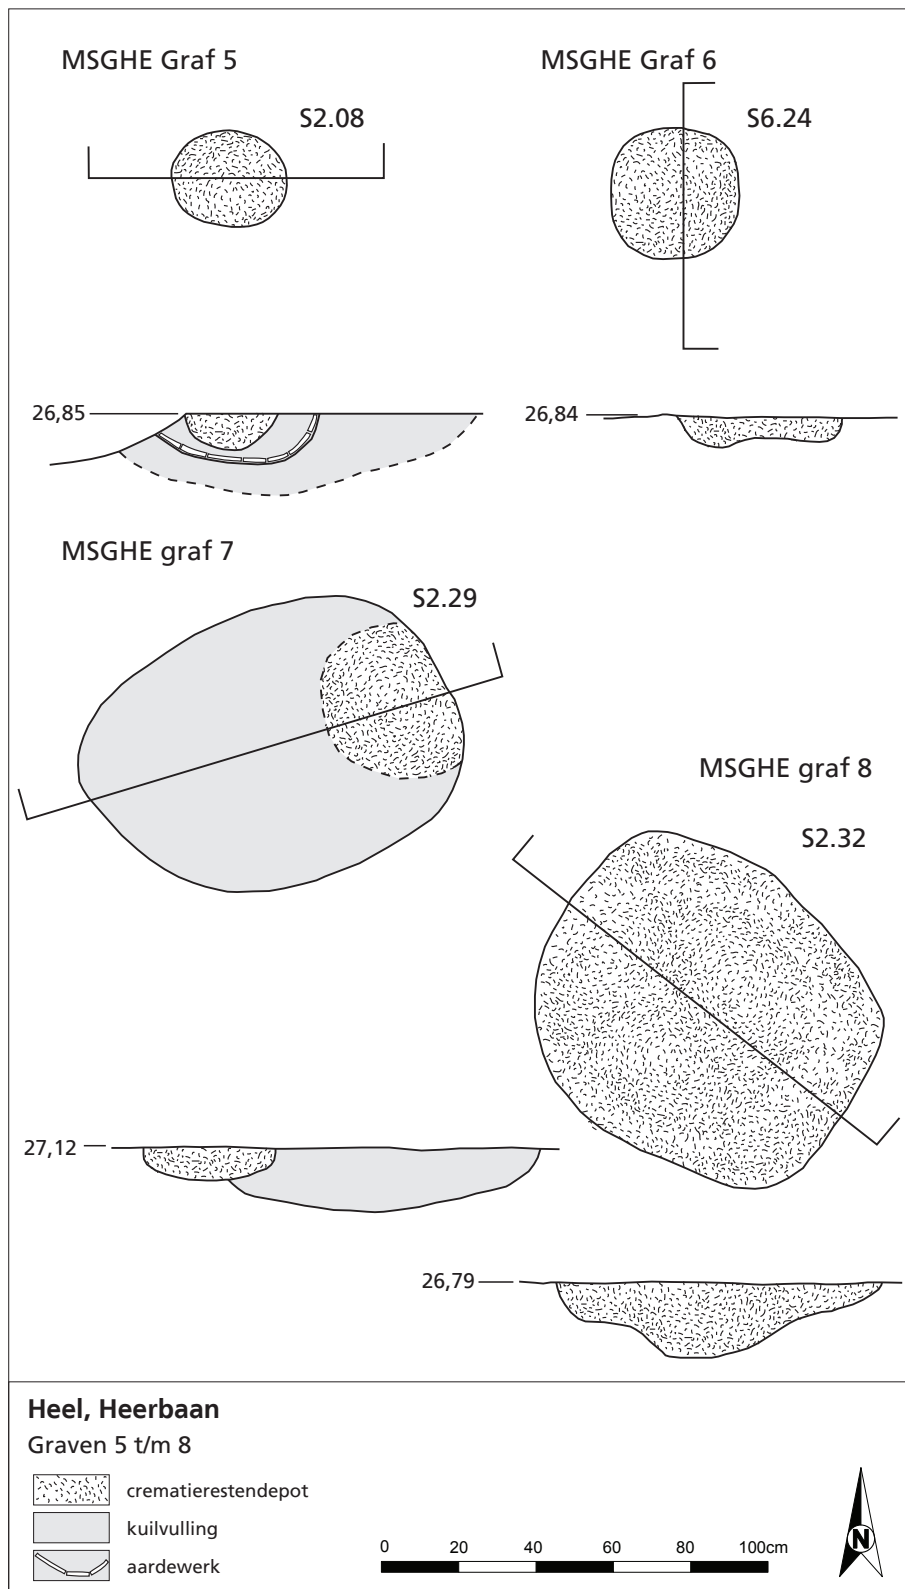 MSGHE Graf 5
MSGHE Graf 6
S2.08
S6.24
26,85
26,84
MSGHE graf 7
S2.29
MSGHE graf 8
S2.32
27,12
26,79
Heel, Heerbaan
Graven 5 t/m 8
crematierestendepot
kuilvulling
aardewerk
0 20 40 60 80 100cm
N